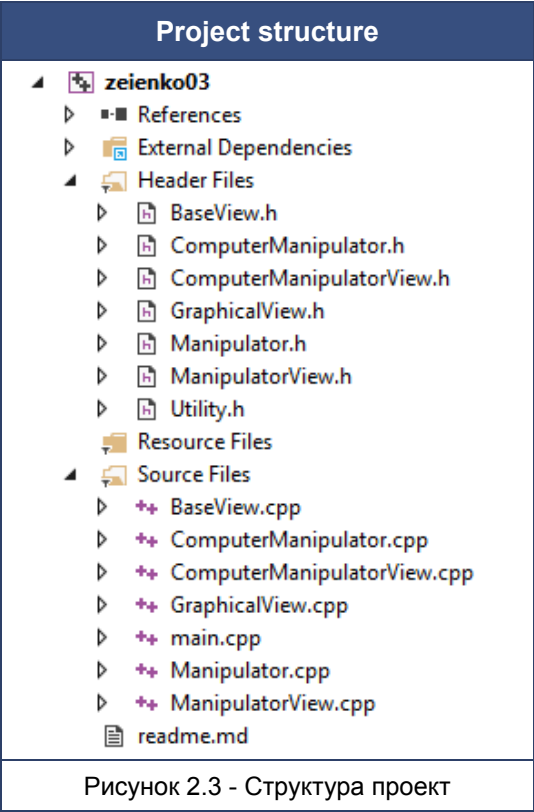 Project structure
zeienko03
References
External Dependencies
Header Files
BaseView.h
ComputerManipulator.h
ComputerManipulatorView.h
GraphicalView.h
Manipulator.h
ManipulatorView.h
Utility.h
Resource Files
Source Files
BaseView.cpp
ComputerManipulator.cpp
ComputerManipulatorView.cpp
GraphicalView.cpp
main.cpp
Manipulator.cpp
ManipulatorView.cpp
readme.md
Рисунок 2.3 - Структура проект